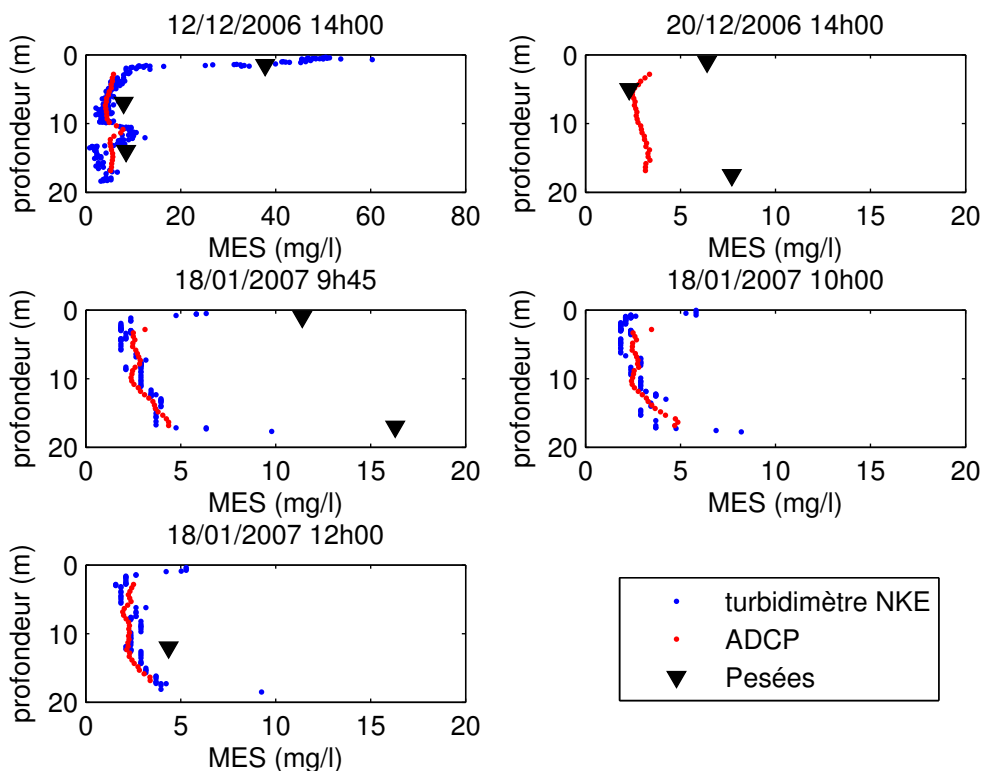 12/12/2006 14h00
profondeur (m)
0
10
20
0 20 40 60 80
MES (mg/l)
20/12/2006 14h00
profondeur (m)
0
10
20
0 5 10 15 20
MES (mg/l)
18/01/2007 9h45
profondeur (m)
0
10
20
0 5 10 15 20
MES (mg/l)
18/01/2007 10h00
profondeur (m)
0
10
20
0 5 10 15 20
MES (mg/l)
18/01/2007 12h00
profondeur (m)
0
10
20
0 5 10 15 20
MES (mg/l)
turbidimètre NKE
ADCP
Pesées